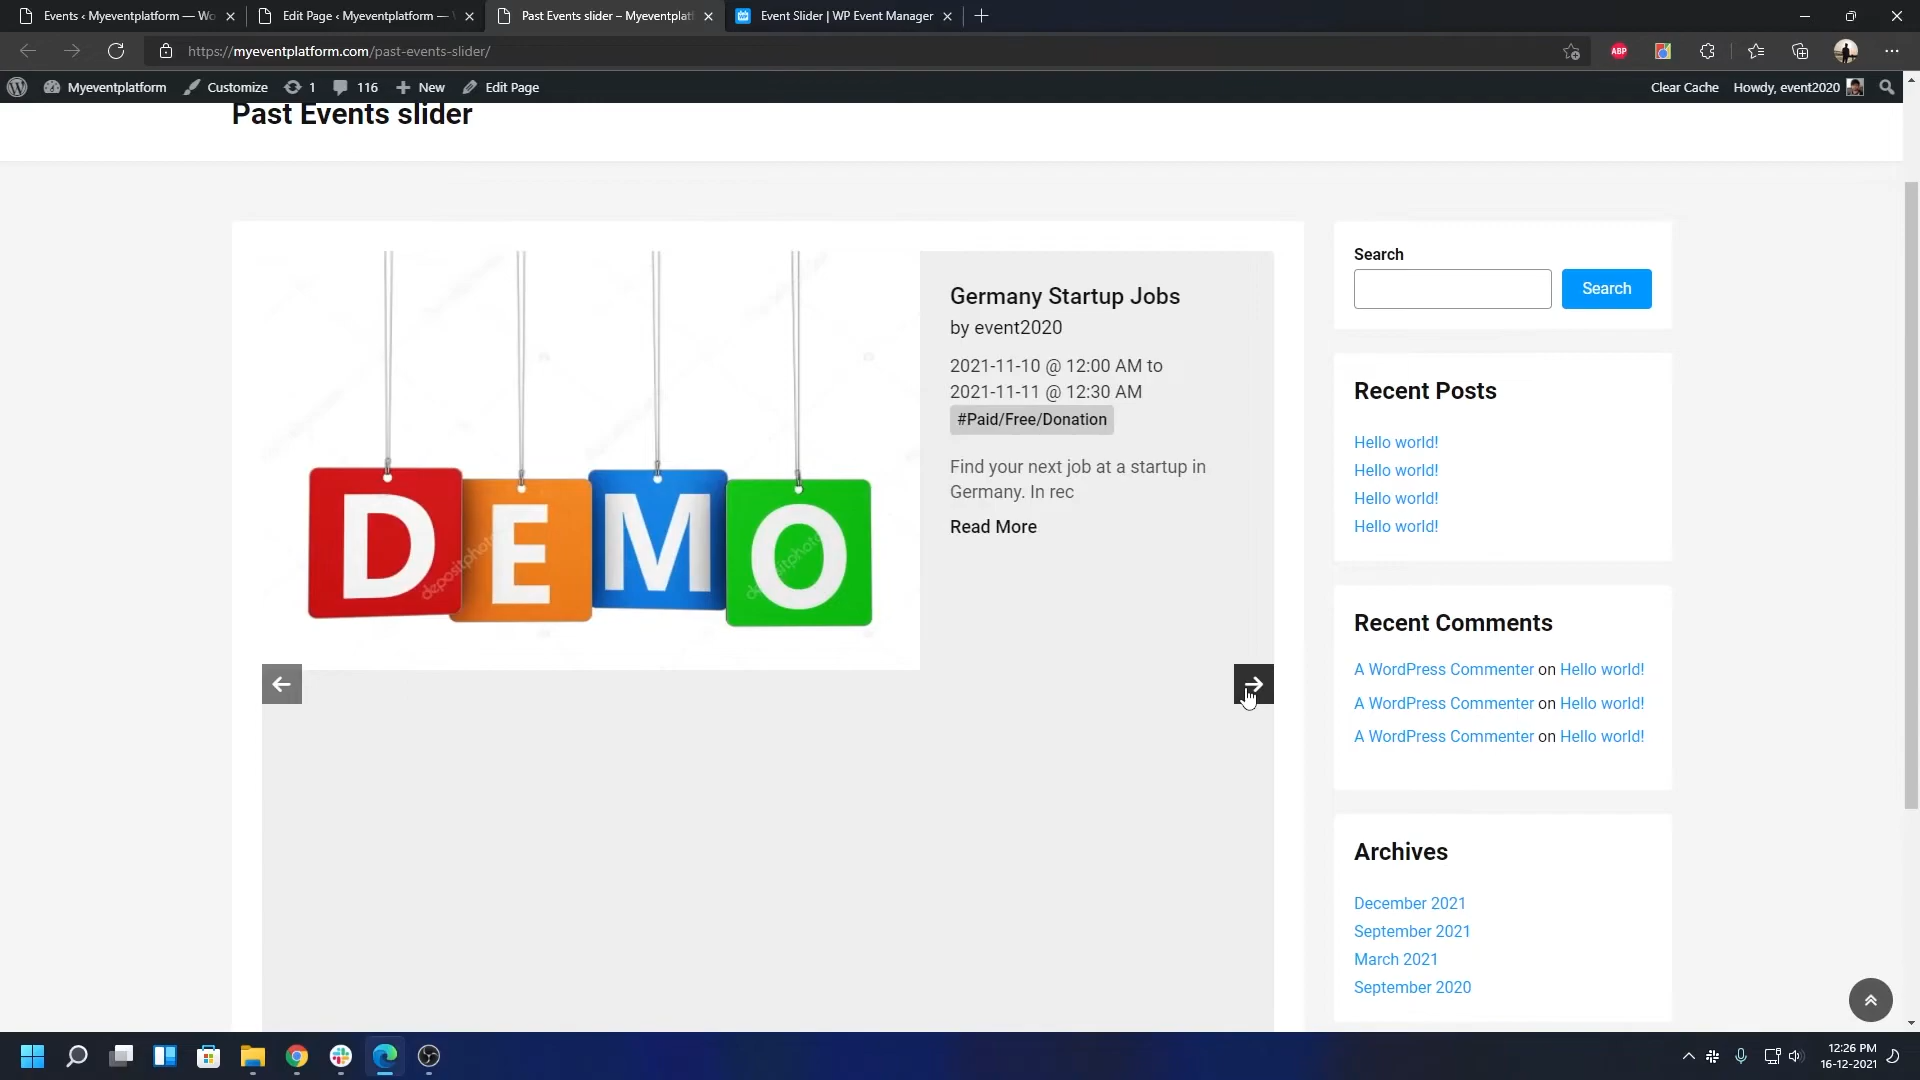 Events ‹ Myeventplatform — Wo
Edit Page ‹ Myeventplatform —
Past Events slider – Myeventplat
Event Slider | WP Event Manager
https://myeventplatform.com/past-events-slider/
ABP
Myeventplatform
Customize
1
116
New
Edit Page
Clear Cache
Howdy, event2020
Past Events slider
DEMO
depositphotos
depositphotos
Germany Startup Jobs
by event2020
2021-11-10 @ 12:00 AM to
2021-11-11 @ 12:30 AM
#Paid/Free/Donation
Find your next job at a startup in
Germany. In rec
Read More
Search
Search
Recent Posts
Hello world!
Hello world!
Hello world!
Hello world!
Recent Comments
A WordPress Commenter on Hello world!
A WordPress Commenter on Hello world!
A WordPress Commenter on Hello world!
Archives
December 2021
September 2021
March 2021
September 2020
12:26 PM
16-12-2021